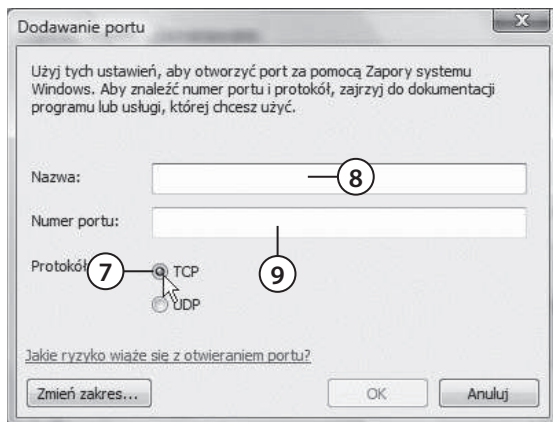 Dodawanie portu
Użyj tych ustawień, aby otworzyć port za pomocą Zapory systemu
Windows. Aby znaleźć numer portu i protokół, zajrzyj do dokumentacji
programu lub usługi, której chcesz użyć.
Nazwa:
8
Numer portu:
9
Protokół
7
TCP
UDP
Jakie ryzyko wiąże się z otwieraniem portu?
Zmień zakres...
OK
Anuluj